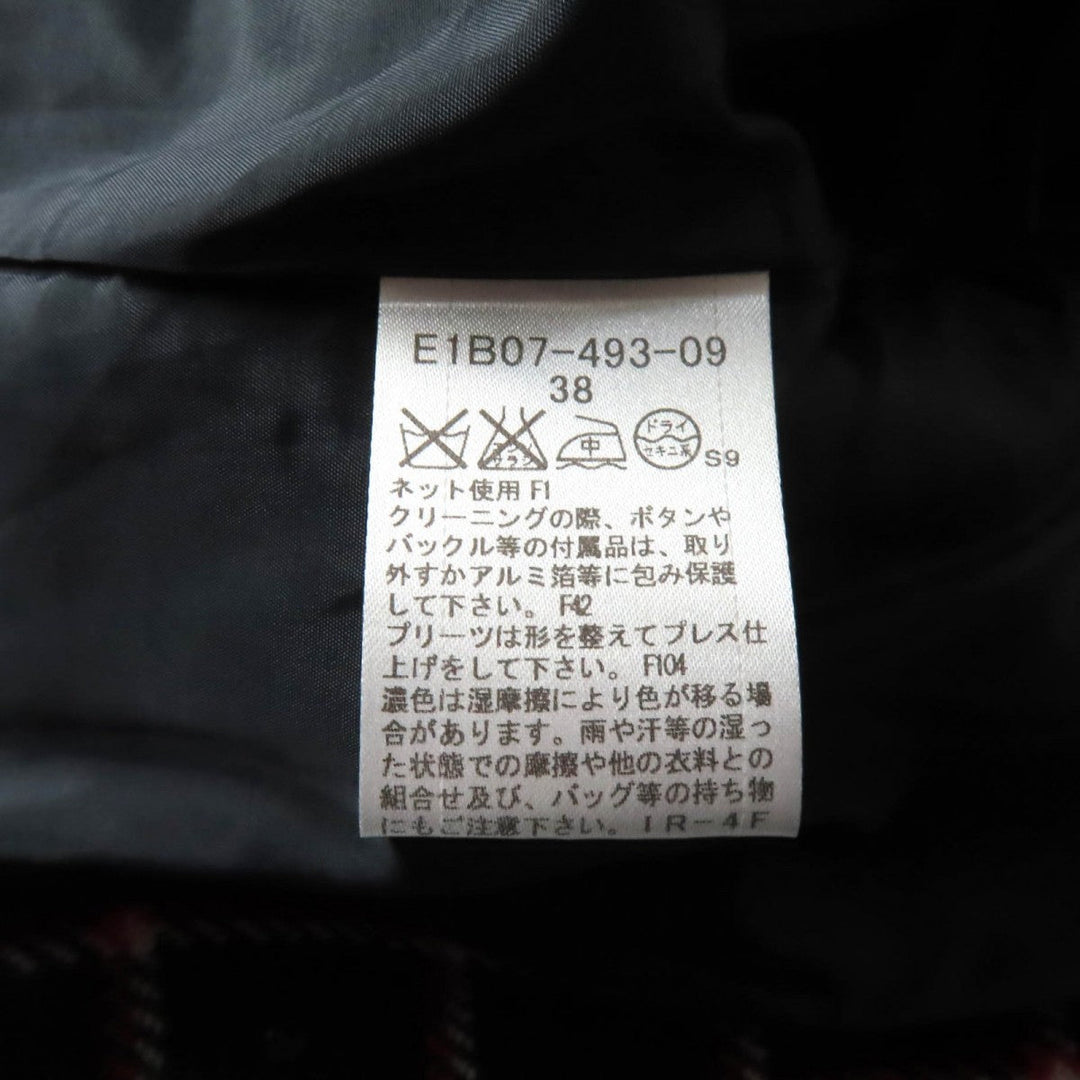 E1B07-493-09
38
エンソ
サラシ
中
ドライ
セキユ系
S9
ネット使用 F1
クリーニングの際、ボタンや
バックル等の付属品は、取り
外すかアルミ箔等に包み保護
して下さい。 F42
プリーツは形を整えてプレス仕
上げをして下さい。 F104
濃色は湿摩擦により色が移る場
合があります。雨や汗等の湿っ
た状態での摩擦や他の衣料との
組合せ及び、バッグ等の持ち物
にもご注意下さい。IR-4F